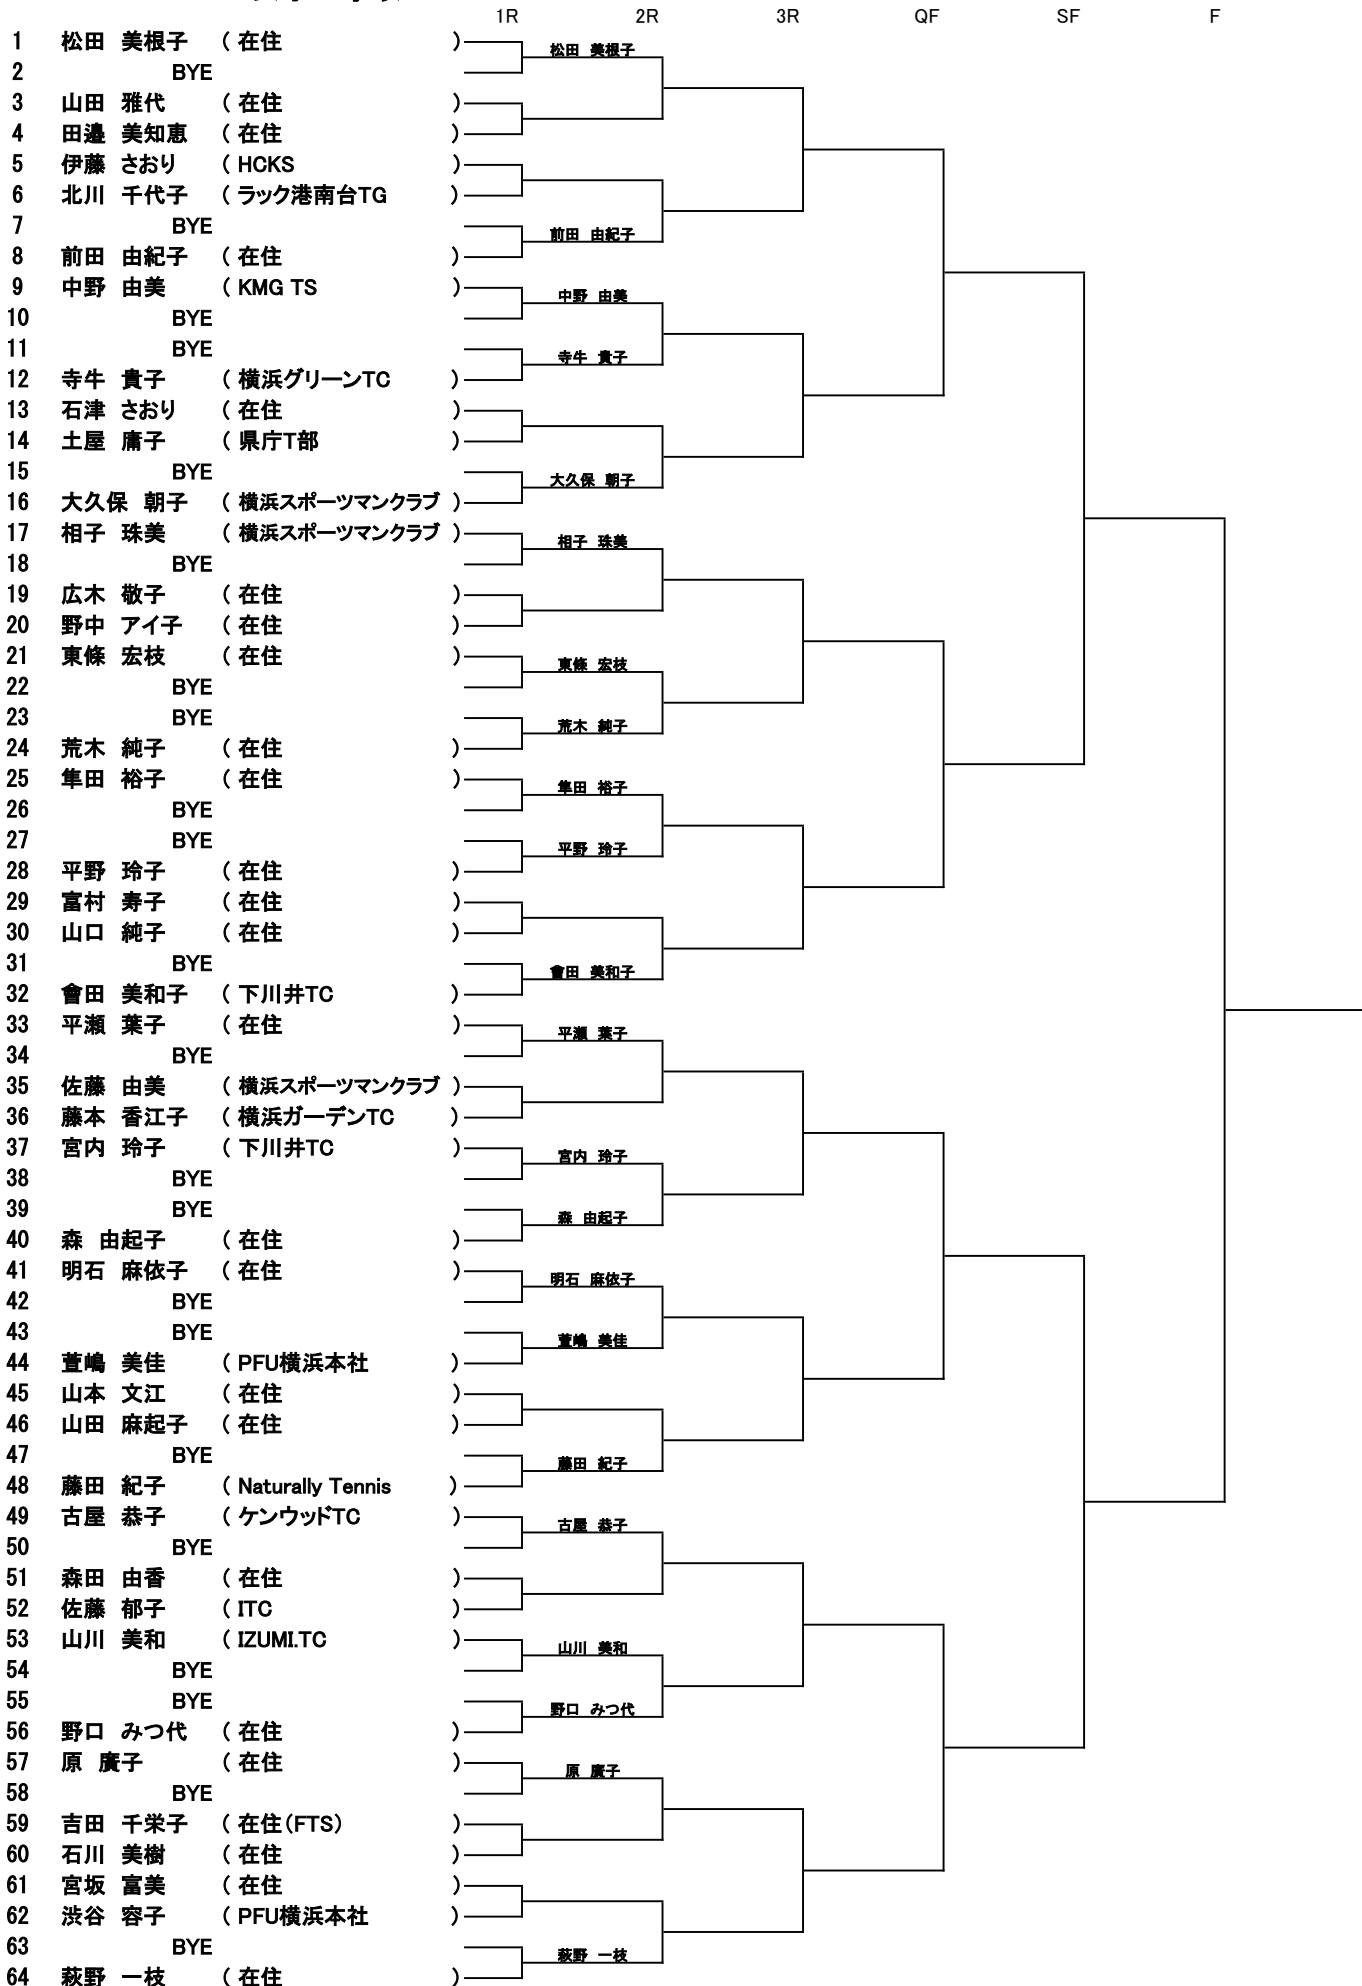 1R 2R 3R QF SF F
1 松田 美根子 ( 在住 )
松田 美根子
2 BYE
3 山田 雅代 ( 在住 )
4 田邉 美知恵 ( 在住 )
5 伊藤 さおり ( HCKS )
6 北川 千代子 ( ラック港南台TG )
7 BYE
前田 由紀子
8 前田 由紀子 ( 在住 )
9 中野 由美 ( KMG TS )
中野 由美
10 BYE
11 BYE
寺牛 貴子
12 寺牛 貴子 ( 横浜グリーンTC )
13 石津 さおり ( 在住 )
14 土屋 庸子 ( 県庁T部 )
15 BYE
大久保 朝子
16 大久保 朝子 ( 横浜スポーツマンクラブ )
17 相子 珠美 ( 横浜スポーツマンクラブ )
相子 珠美
18 BYE
19 広木 敬子 ( 在住 )
20 野中 アイ子 ( 在住 )
21 東條 宏枝 ( 在住 )
東條 宏枝
22 BYE
23 BYE
荒木 純子
24 荒木 純子 ( 在住 )
25 隼田 裕子 ( 在住 )
隼田 裕子
26 BYE
27 BYE
平野 玲子
28 平野 玲子 ( 在住 )
29 富村 寿子 ( 在住 )
30 山口 純子 ( 在住 )
31 BYE
會田 美和子
32 會田 美和子 ( 下川井TC )
33 平瀬 葉子 ( 在住 )
平瀬 葉子
34 BYE
35 佐藤 由美 ( 横浜スポーツマンクラブ )
36 藤本 香江子 ( 横浜ガーデンTC )
37 宮内 玲子 ( 下川井TC )
宮内 玲子
38 BYE
39 BYE
森 由起子
40 森 由起子 ( 在住 )
41 明石 麻依子 ( 在住 )
明石 麻依子
42 BYE
43 BYE
萱嶋 美佳
44 萱嶋 美佳 ( PFU横浜本社 )
45 山本 文江 ( 在住 )
46 山田 麻起子 ( 在住 )
47 BYE
藤田 紀子
48 藤田 紀子 ( Naturally Tennis )
49 古屋 恭子 ( ケンウッドTC )
古屋 恭子
50 BYE
51 森田 由香 ( 在住 )
52 佐藤 郁子 ( ITC )
53 山川 美和 ( IZUMI.TC )
山川 美和
54 BYE
55 BYE
野口 みつ代
56 野口 みつ代 ( 在住 )
57 原 廣子 ( 在住 )
原 廣子
58 BYE
59 吉田 千栄子 ( 在住(FTS) )
60 石川 美樹 ( 在住 )
61 宮坂 富美 ( 在住 )
62 渋谷 容子 ( PFU横浜本社 )
63 BYE
萩野 一枝
64 萩野 一枝 ( 在住 )